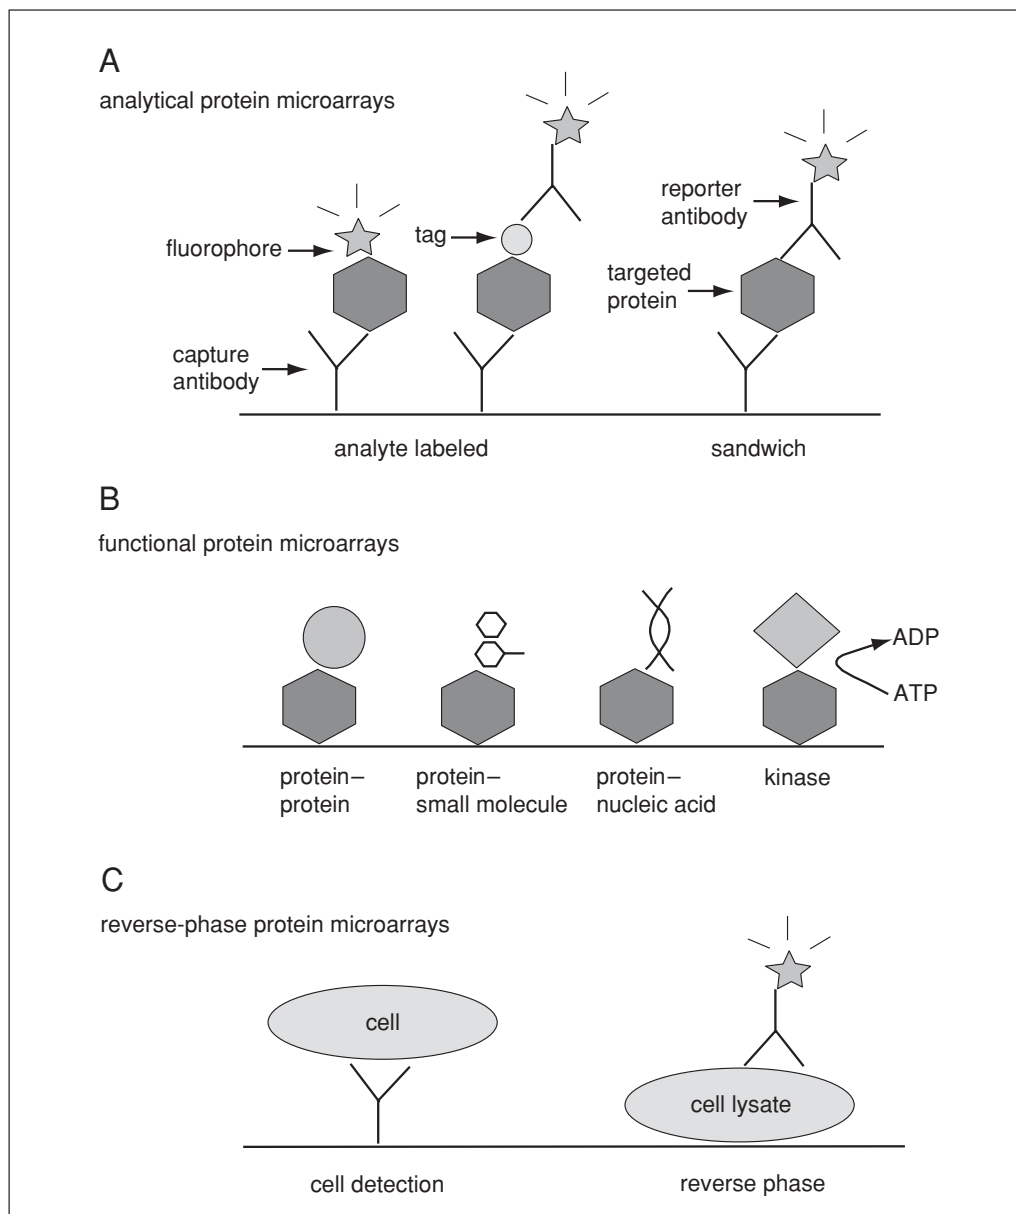 A
analytical protein microarrays
fluorophore
tag
reporter
antibody
targeted
protein
capture
antibody
analyte labeled
sandwich
B
functional protein microarrays
ADP
ATP
protein–
protein
protein–
small molecule
protein–
nucleic acid
kinase
C
reverse-phase protein microarrays
cell
cell lysate
cell detection
reverse phase